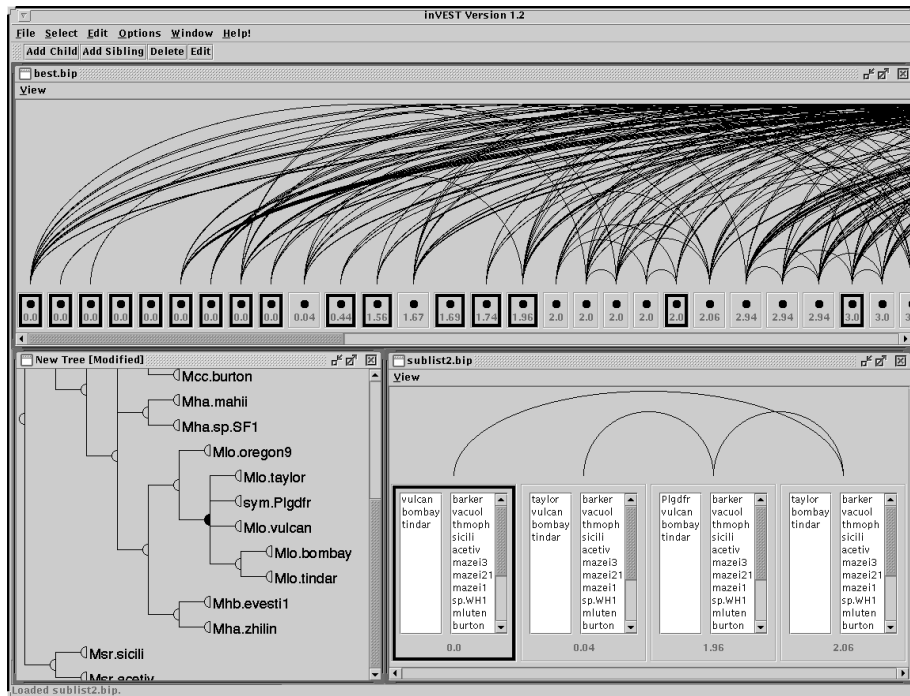 inVEST Version 1.2
File Select Edit Options Window Help!
Add Child Add Sibling Delete Edit
best.bip
View
0.0 0.0 0.0 0.0 0.0 0.0 0.0 0.0 0.04 0.44 1.56 1.67 1.69 1.74 1.96 2.0 2.0 2.0 2.0 2.06 2.94 2.94 2.94 3.0 3.0
New Tree [Modified]
Mcc.burton
Mha.mahii
Mha.sp.SF1
Mlo.oregon9
Mlo.taylor
sym.Plgdfr
Mlo.vulcan
Mlo.bombay
Mlo.tindar
Mhb.evesti1
Mha.zhilin
Msr.sicili
Msr.acetiv
sublist2.bip
View
vulcan
bombay
tindar
barker
vacuol
thmoph
sicili
acetiv
mazei3
mazei21
mazei1
sp.WH1
mluten
burton
0.0
taylor
vulcan
bombay
tindar
barker
vacuol
thmoph
sicili
acetiv
mazei3
mazei21
mazei1
sp.WH1
mluten
burton
0.04
Plgdfr
vulcan
bombay
tindar
barker
vacuol
thmoph
sicili
acetiv
mazei3
mazei21
mazei1
sp.WH1
mluten
burton
1.96
taylor
bombay
tindar
barker
vacuol
thmoph
sicili
acetiv
mazei3
mazei21
mazei1
sp.WH1
mluten
burton
2.06
Loaded sublist2.bip.